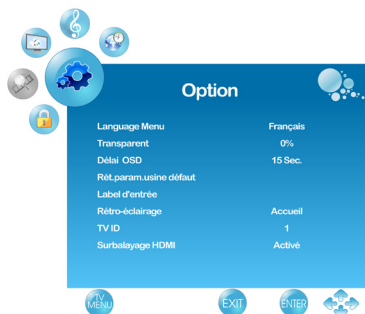 Option
Language Menu Français
Transparent 0%
Délai OSD 15 Sec.
Rét.param.usine défaut
Label d'entrée
Rétro-éclairage Accueil
TV ID 1
Surbalayage HDMI Activé
TV MENU EXIT ENTER